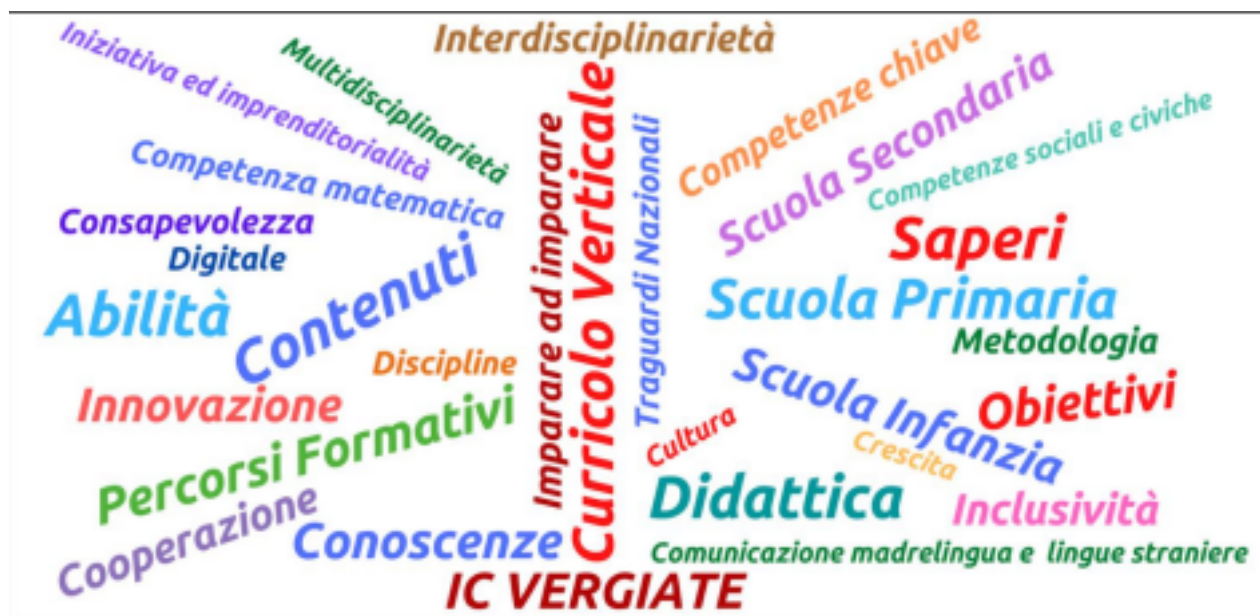 Interdisciplinarietà
Iniziativa ed imprenditorialità
Multidisciplinarietà
Competenze chiave
Scuola Secondaria
Competenze sociali e civiche
Competenza matematica
Consapevolezza
Digitale
Abilità
Contenuti
Imparare ad imparare
Curricolo Verticale
Traguardi Nazionali
Saperi
Scuola Primaria
Metodologia
Discipline
Innovazione
Percorsi Formativi
Scuola Infanzia
Obiettivi
Cultura
Crescita
Cooperazione
Conoscenze
Didattica
Inclusività
Comunicazione madrelingua e lingue straniere
IC VERGIATE